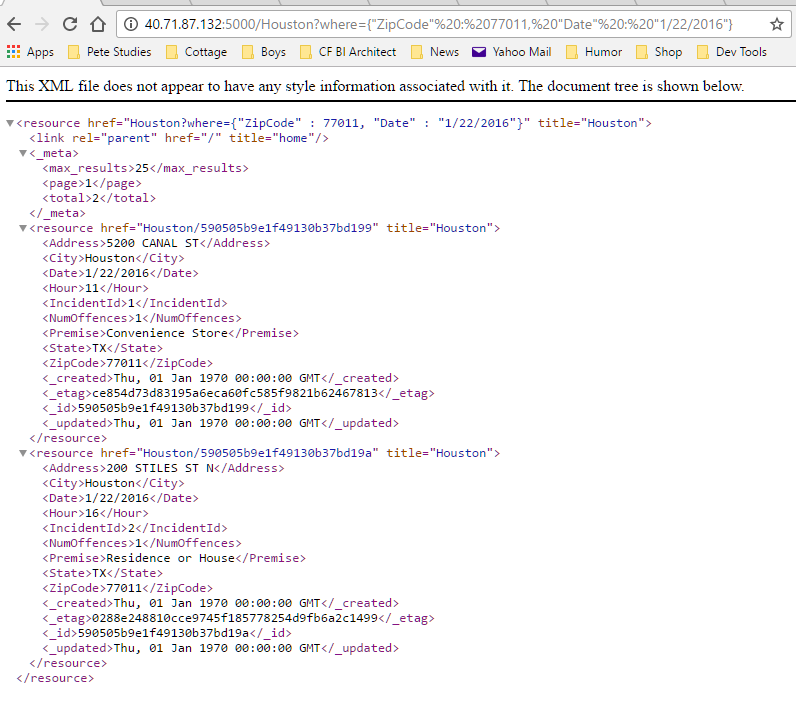 40.71.87.132:5000/Houston?where={"ZipCode"%20:%2077011,%20"Date"%20:%20"1/22/2016"}
Apps Pete Studies Cottage Boys CF BI Architect News Yahoo Mail Humor Shop Dev Tools
This XML file does not appear to have any style information associated with it. The document tree is shown below.
<resource href="Houston?where={"ZipCode" : 77011, "Date" : "1/22/2016"}" title="Houston">
<link rel="parent" href="/" title="home"/>
<_meta>
<max_results>25</max_results>
<page>1</page>
<total>2</total>
</_meta>
<resource href="Houston/590505b9e1f49130b37bd199" title="Houston">
<Address>5200 CANAL ST</Address>
<City>Houston</City>
<Date>1/22/2016</Date>
<Hour>11</Hour>
<IncidentId>1</IncidentId>
<NumOffences>1</NumOffences>
<Premise>Convenience Store</Premise>
<State>TX</State>
<ZipCode>77011</ZipCode>
<_created>Thu, 01 Jan 1970 00:00:00 GMT</_created>
<_etag>ce854d73d83195a6eca60fc585f9821b62467813</_etag>
<_id>590505b9e1f49130b37bd199</_id>
<_updated>Thu, 01 Jan 1970 00:00:00 GMT</_updated>
</resource>
<resource href="Houston/590505b9e1f49130b37bd19a" title="Houston">
<Address>200 STILES ST N</Address>
<City>Houston</City>
<Date>1/22/2016</Date>
<Hour>16</Hour>
<IncidentId>2</IncidentId>
<NumOffences>1</NumOffences>
<Premise>Residence or House</Premise>
<State>TX</State>
<ZipCode>77011</ZipCode>
<_created>Thu, 01 Jan 1970 00:00:00 GMT</_created>
<_etag>0288e248810cce9745f185778254d9fb6a2c1499</_etag>
<_id>590505b9e1f49130b37bd19a</_id>
<_updated>Thu, 01 Jan 1970 00:00:00 GMT</_updated>
</resource>
</resource>